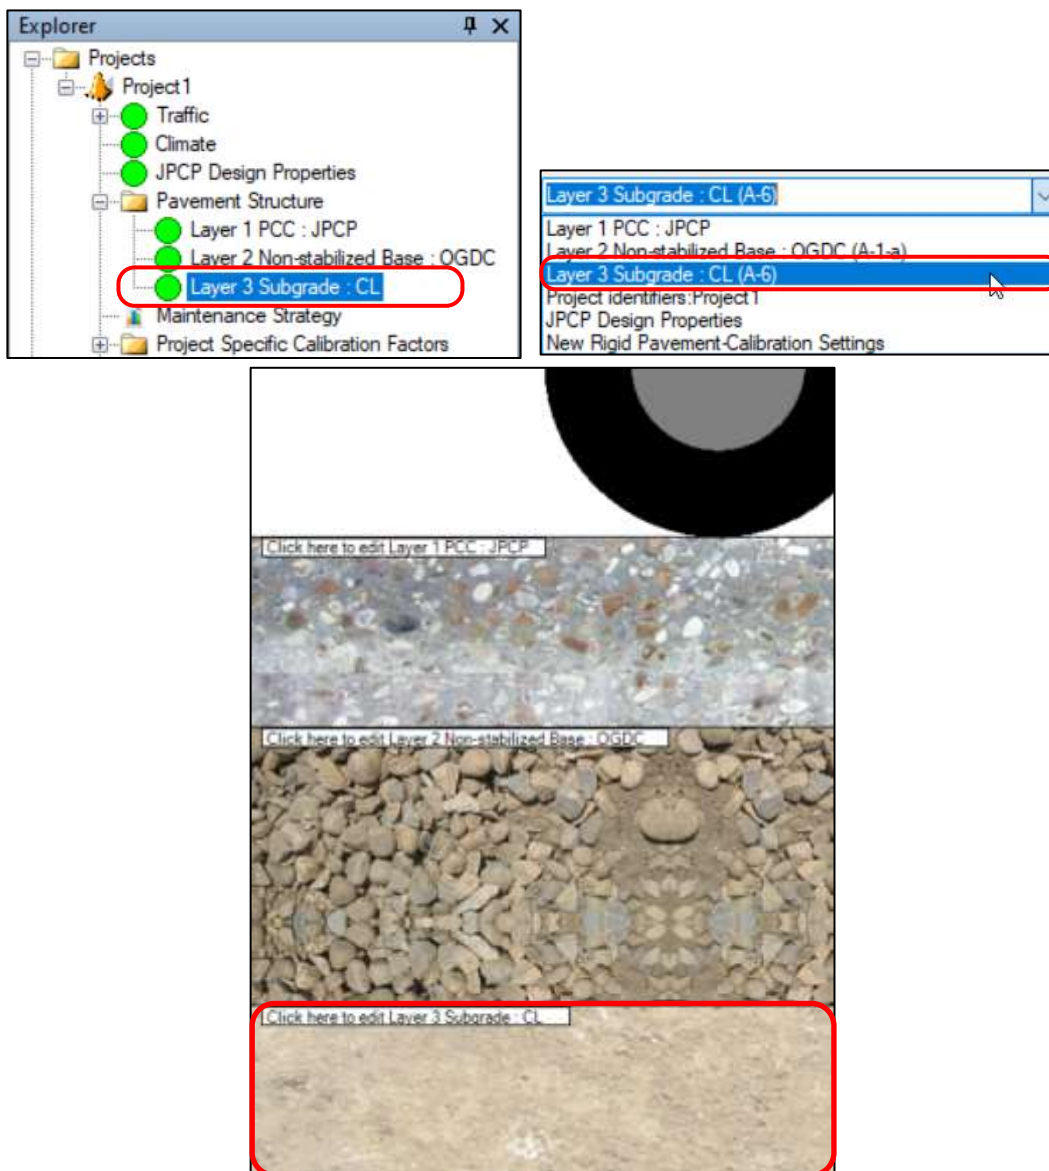 Explorer
Projects
Project1
Traffic
Climate
JPCP Design Properties
Pavement Structure
Layer 1 PCC : JPCP
Layer 2 Non-stabilized Base : OGDC
Layer 3 Subgrade : CL
Maintenance Strategy
Project Specific Calibration Factors
Layer 3 Subgrade : CL (A-6)
Layer 1 PCC : JPCP
Layer 2 Non-stabilized Base : OGDC (A-1-a)
Layer 3 Subgrade : CL (A-6)
Project identifiers:Project1
JPCP Design Properties
New Rigid Pavement-Calibration Settings
Click here to edit Layer 1 PCC : JPCP
Click here to edit Layer 2 Non-stabilized Base : OGDC
Click here to edit Layer 3 Subgrade : CL